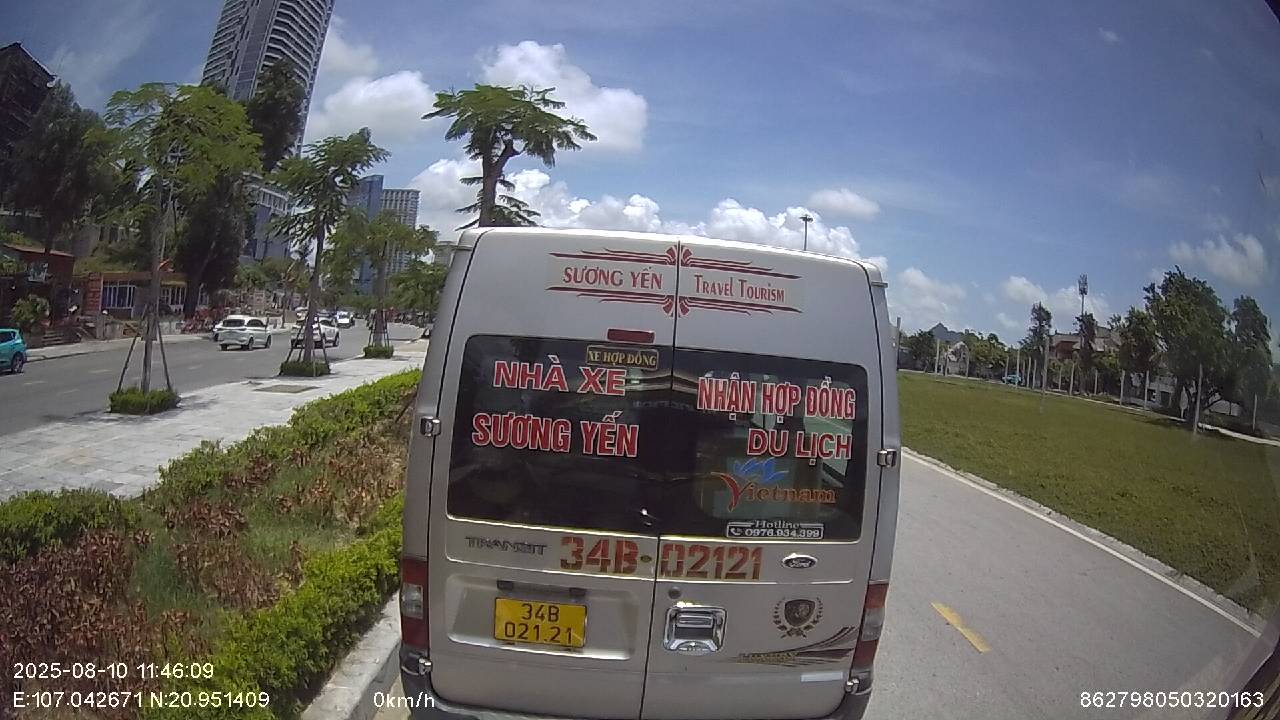 SƯƠNG YẾN Travel Tourism
XE HỢP ĐỒNG
NHÀ XE
SƯƠNG YẾN
NHẬN HỢP ĐỒNG
DU LỊCH
Vietnam
Hotline
0976.934.399
TRANSIT
34B-02121
Ford
34B
021.21
2025-08-10 11:46:09
E:107.042671 N:20.951409
0km/h
862798050320163